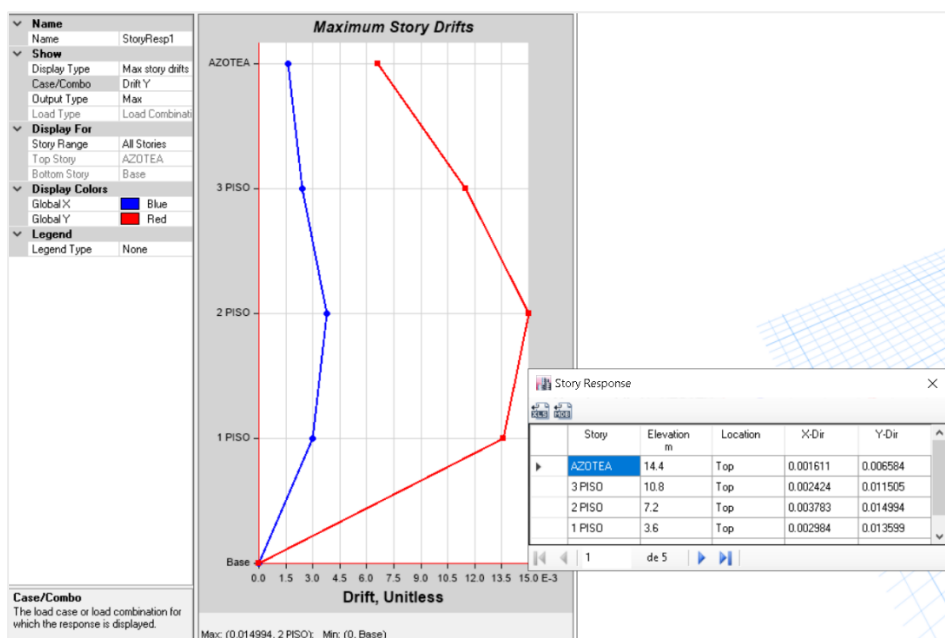 Name
Name StoryResp1
Show
Display Type Max story drifts
Case/Combo Drift Y
Output Type Max
Load Type Load Combinati
Display For
Story Range All Stories
Top Story AZOTEA
Bottom Story Base
Display Colors
Global X Blue
Global Y Red
Legend
Legend Type None
Case/Combo
The load case or load combination for
which the response is displayed.
Maximum Story Drifts
AZOTEA
3 PISO
2 PISO
1 PISO
Base
0.0 1.5 3.0 4.5 6.0 7.5 9.0 10.5 12.0 13.5 15.0 E-3
Drift, Unitless
Max: (0.014994, 2 PISO); Min: (0, Base)
Story Response
XLS MDB
Story Elevation Location X-Dir Y-Dir
m
AZOTEA 14.4 Top 0.001611 0.006584
3 PISO 10.8 Top 0.002424 0.011505
2 PISO 7.2 Top 0.003783 0.014994
1 PISO 3.6 Top 0.002984 0.013599
1 de 5